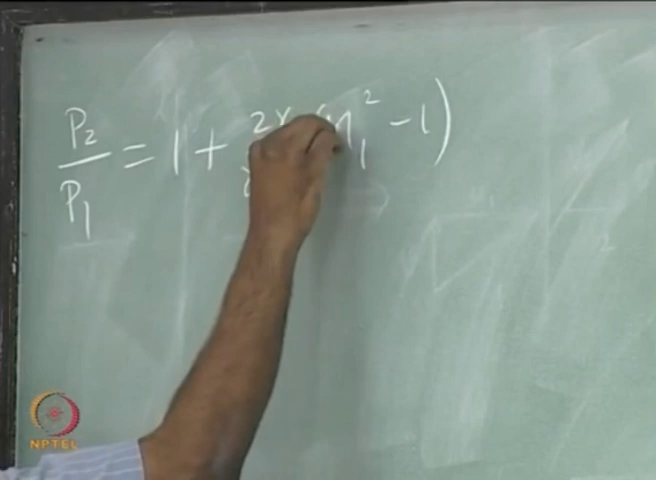 P₂/P₁ = 1 + 2γ (M₁² - 1)
NPTEL